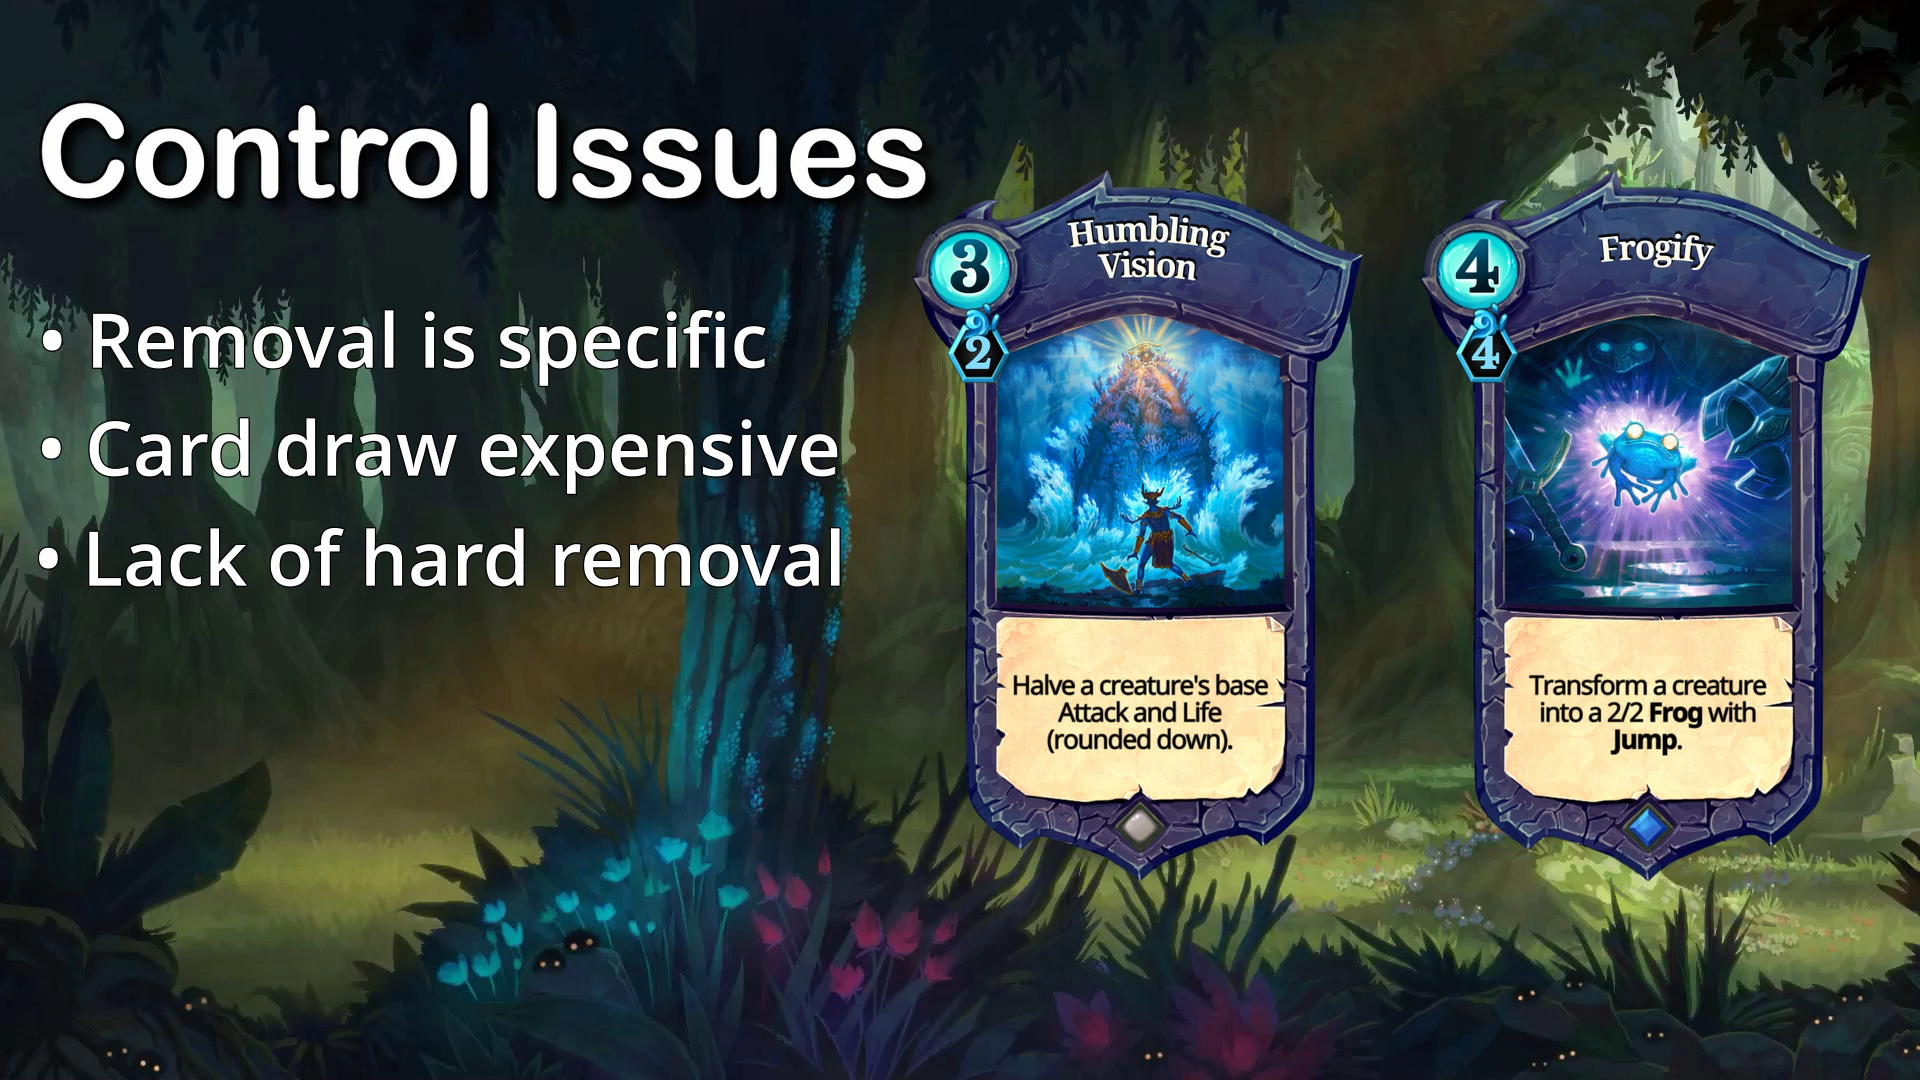 Control Issues
• Removal is specific
• Card draw expensive
• Lack of hard removal
3
2
Humbling
Vision
Halve a creature's base
Attack and Life
(rounded down).
4
4
Frogify
Transform a creature
into a 2/2 Frog with
Jump.